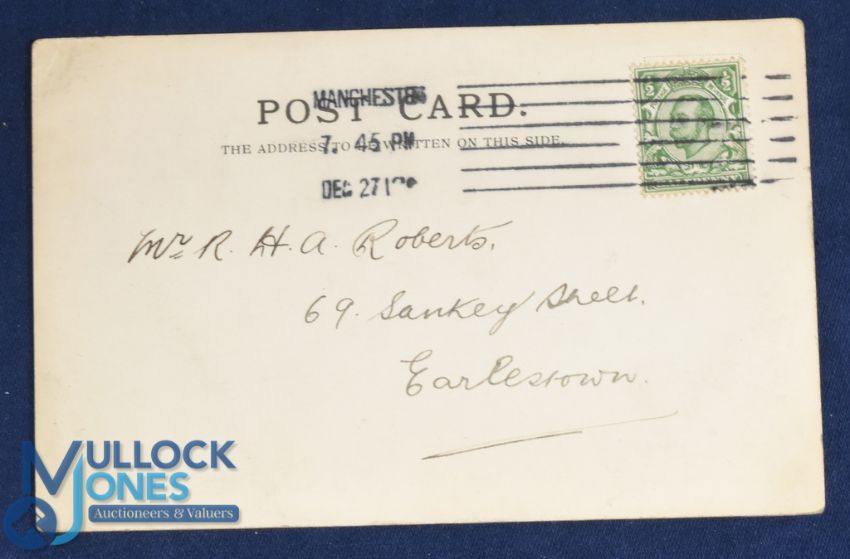 MANCHESTER
POST CARD.
7. 45 PM
THE ADDRESS TO BE WRITTEN ON THIS SIDE.
DEC 27
Mr R. H. A. Roberts,
69. Sankey Street.
Earlestown.
MULLOCK
JONES
Auctioneers & Valuers